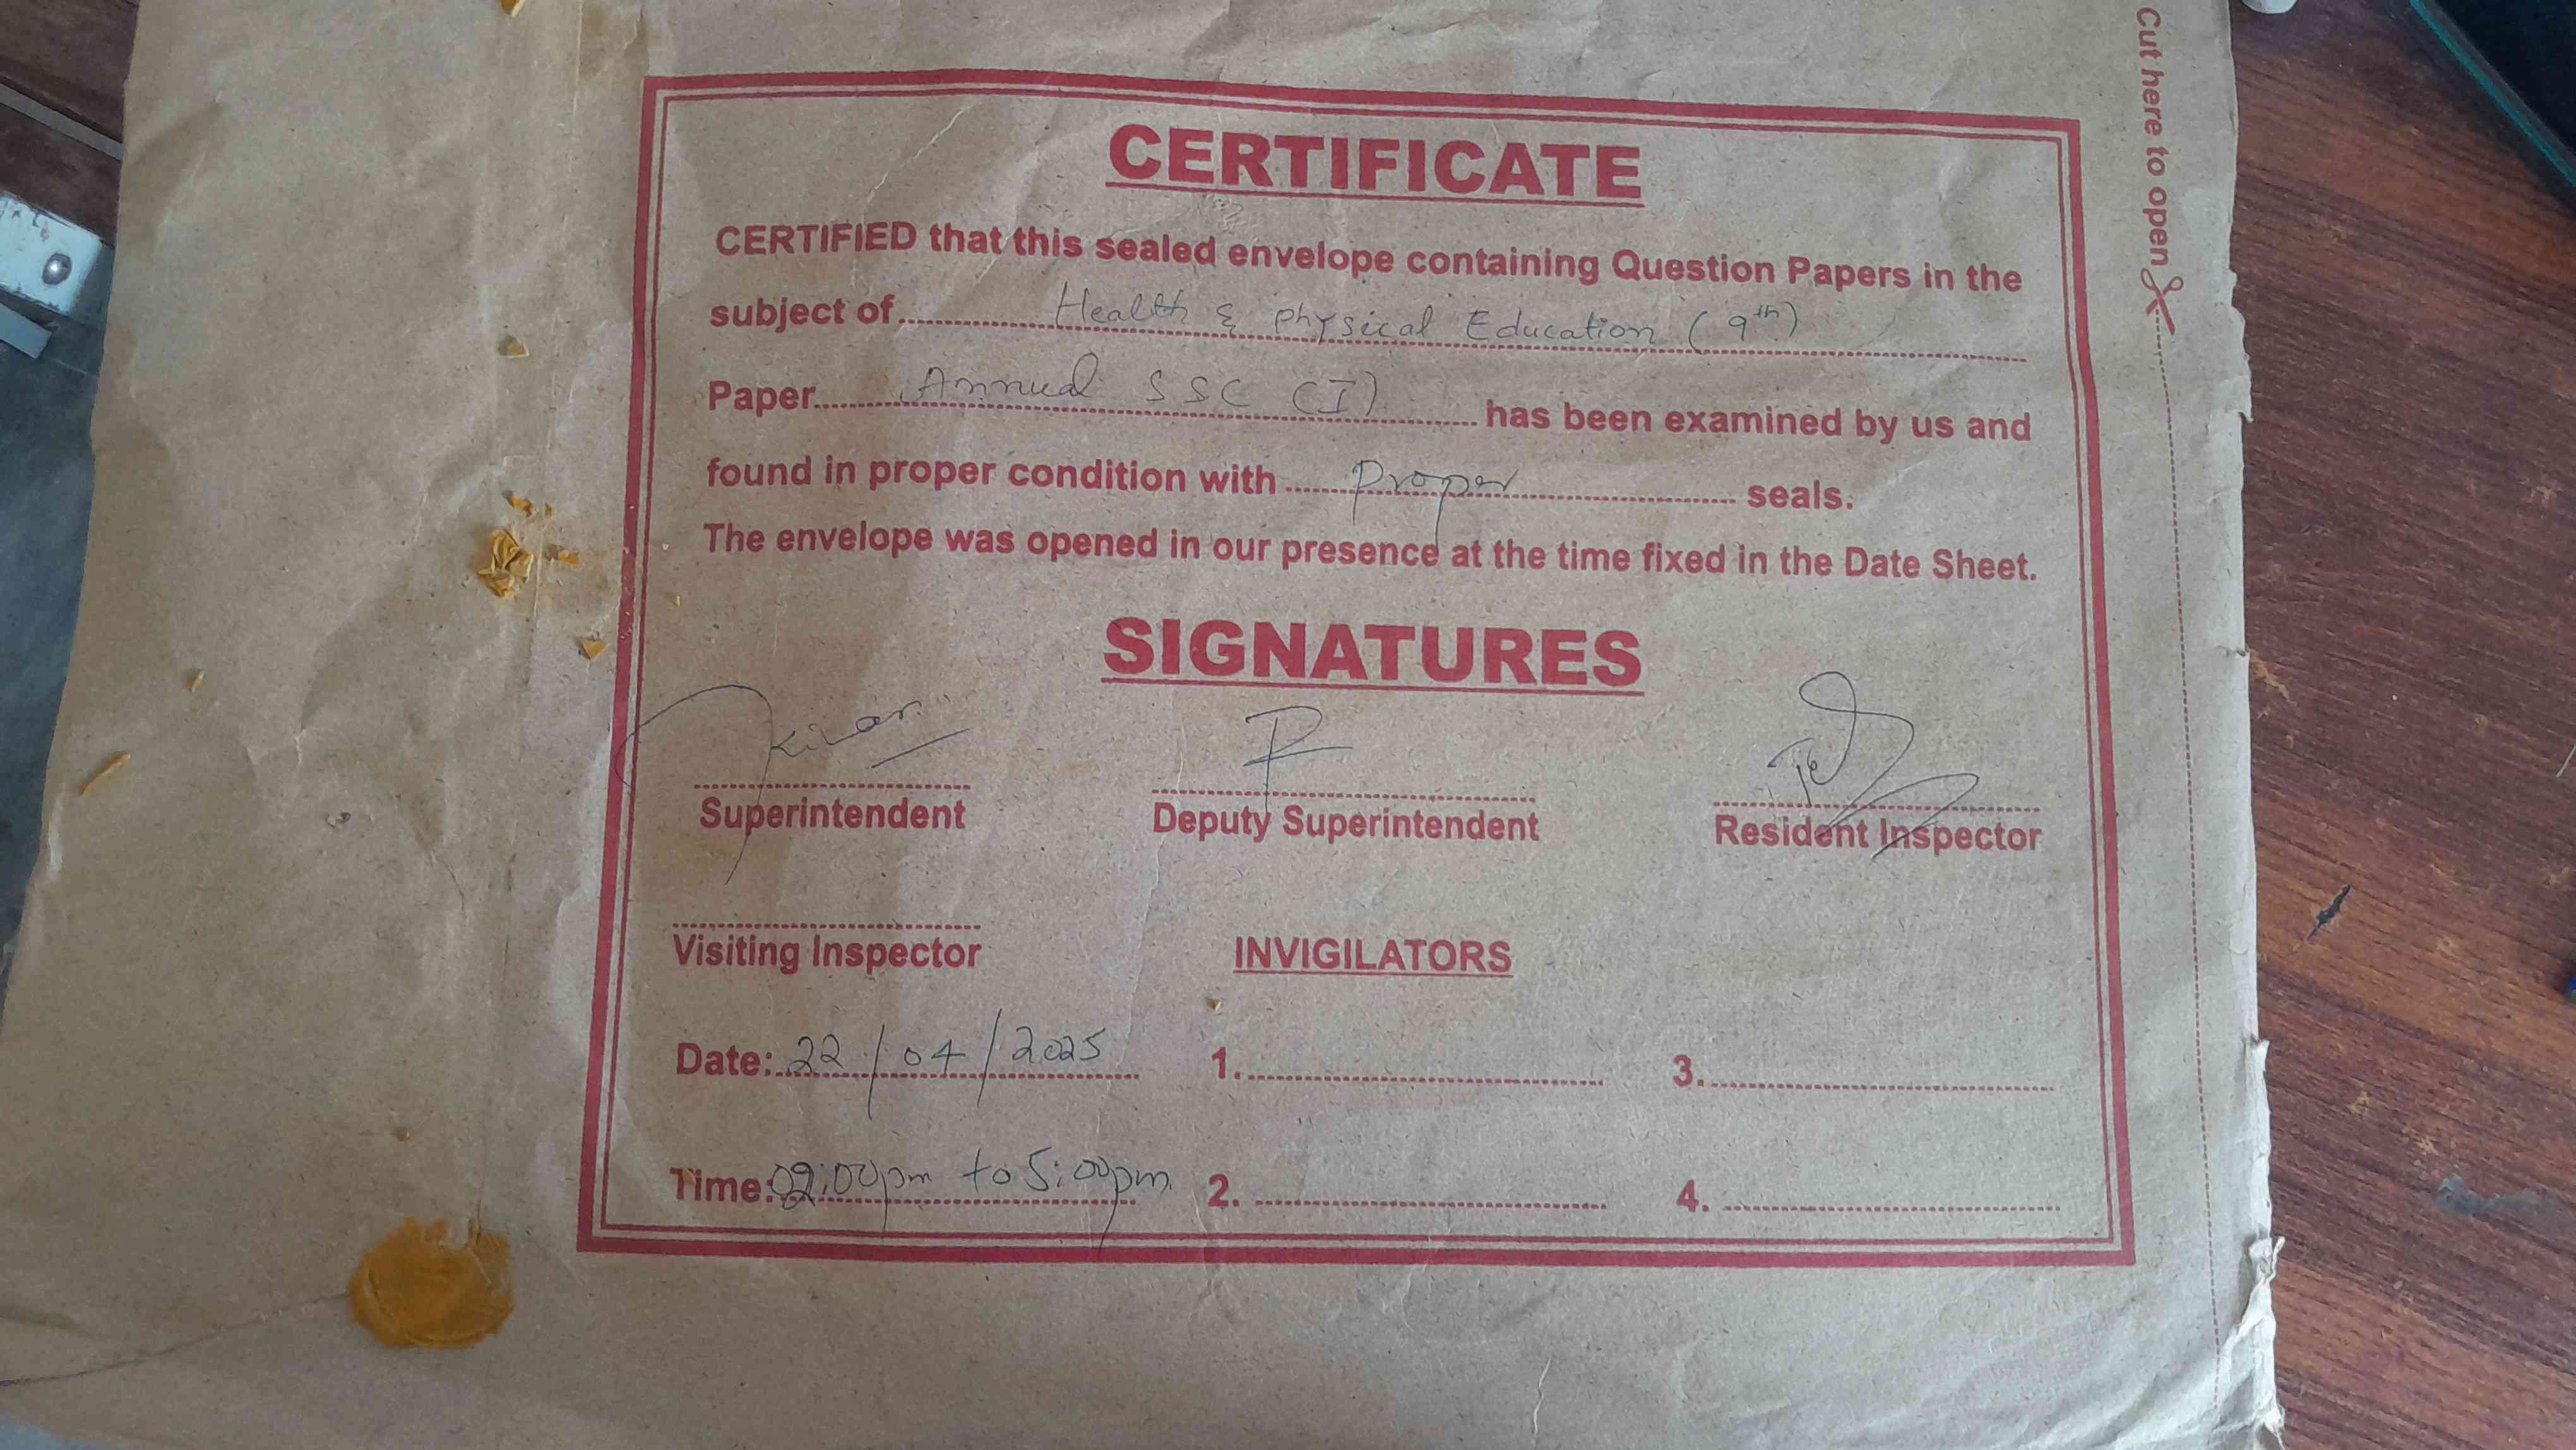 Cut here to open
CERTIFICATE
CERTIFIED that this sealed envelope containing Question Papers in the
subject of Health & Physical Education (9th)
Paper Annual SSC (I) has been examined by us and
found in proper condition with Proper seals.
The envelope was opened in our presence at the time fixed in the Date Sheet.
SIGNATURES
Superintendent Deputy Superintendent Resident Inspector
Visiting Inspector INVIGILATORS
Date: 22/04/2025 1. 3.
Time: 02:00pm to 5:00pm 2. 4.